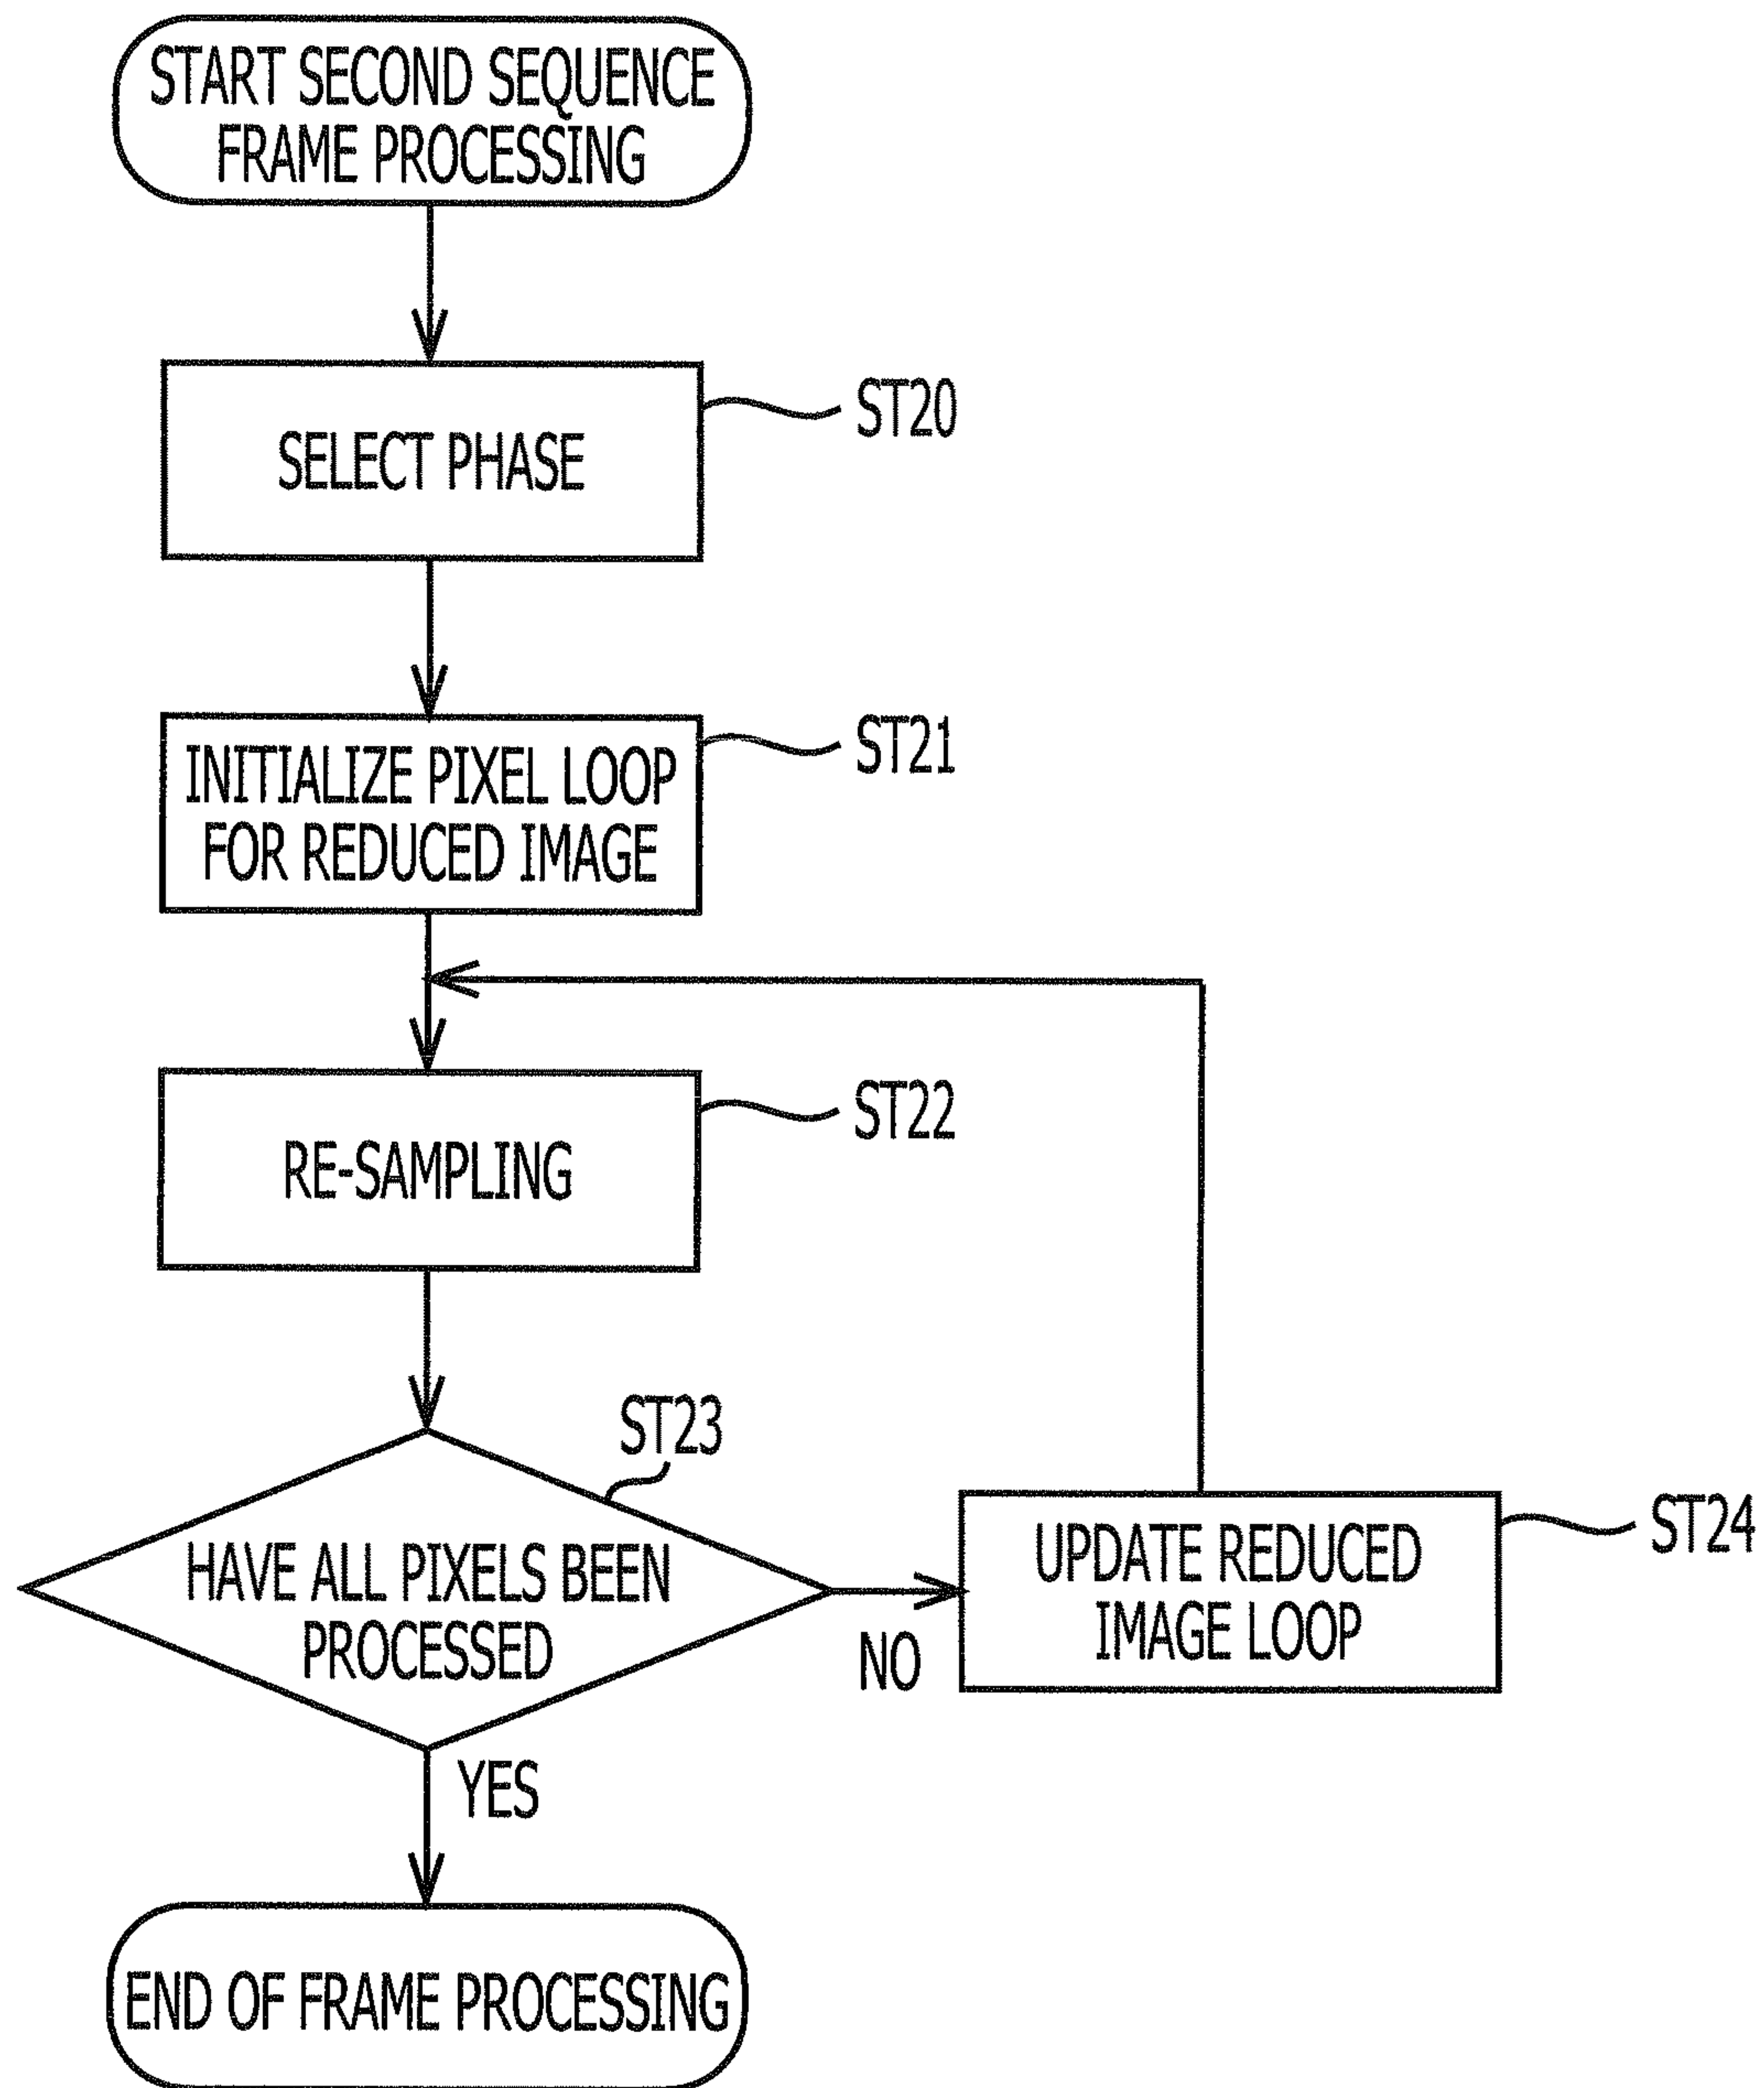 START SECOND SEQUENCE
FRAME PROCESSING
SELECT PHASE
ST20
INITIALIZE PIXEL LOOP
FOR REDUCED IMAGE
ST21
RE-SAMPLING
ST22
ST23
HAVE ALL PIXELS BEEN
PROCESSED
NO
UPDATE REDUCED
IMAGE LOOP
ST24
YES
END OF FRAME PROCESSING